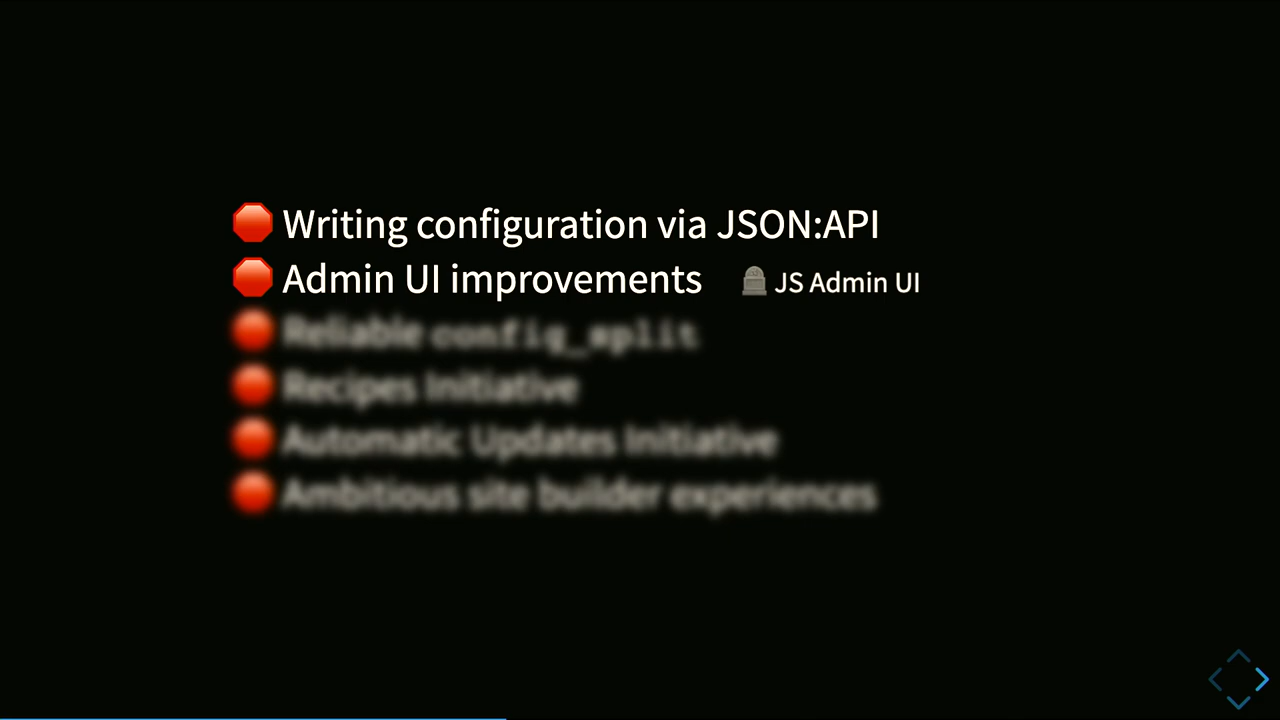 Writing configuration via JSON:API
Admin UI improvements 🪦 JS Admin UI
Reliable config_split
Recipes Initiative
Automatic Updates Initiative
Ambitious site builder experiences